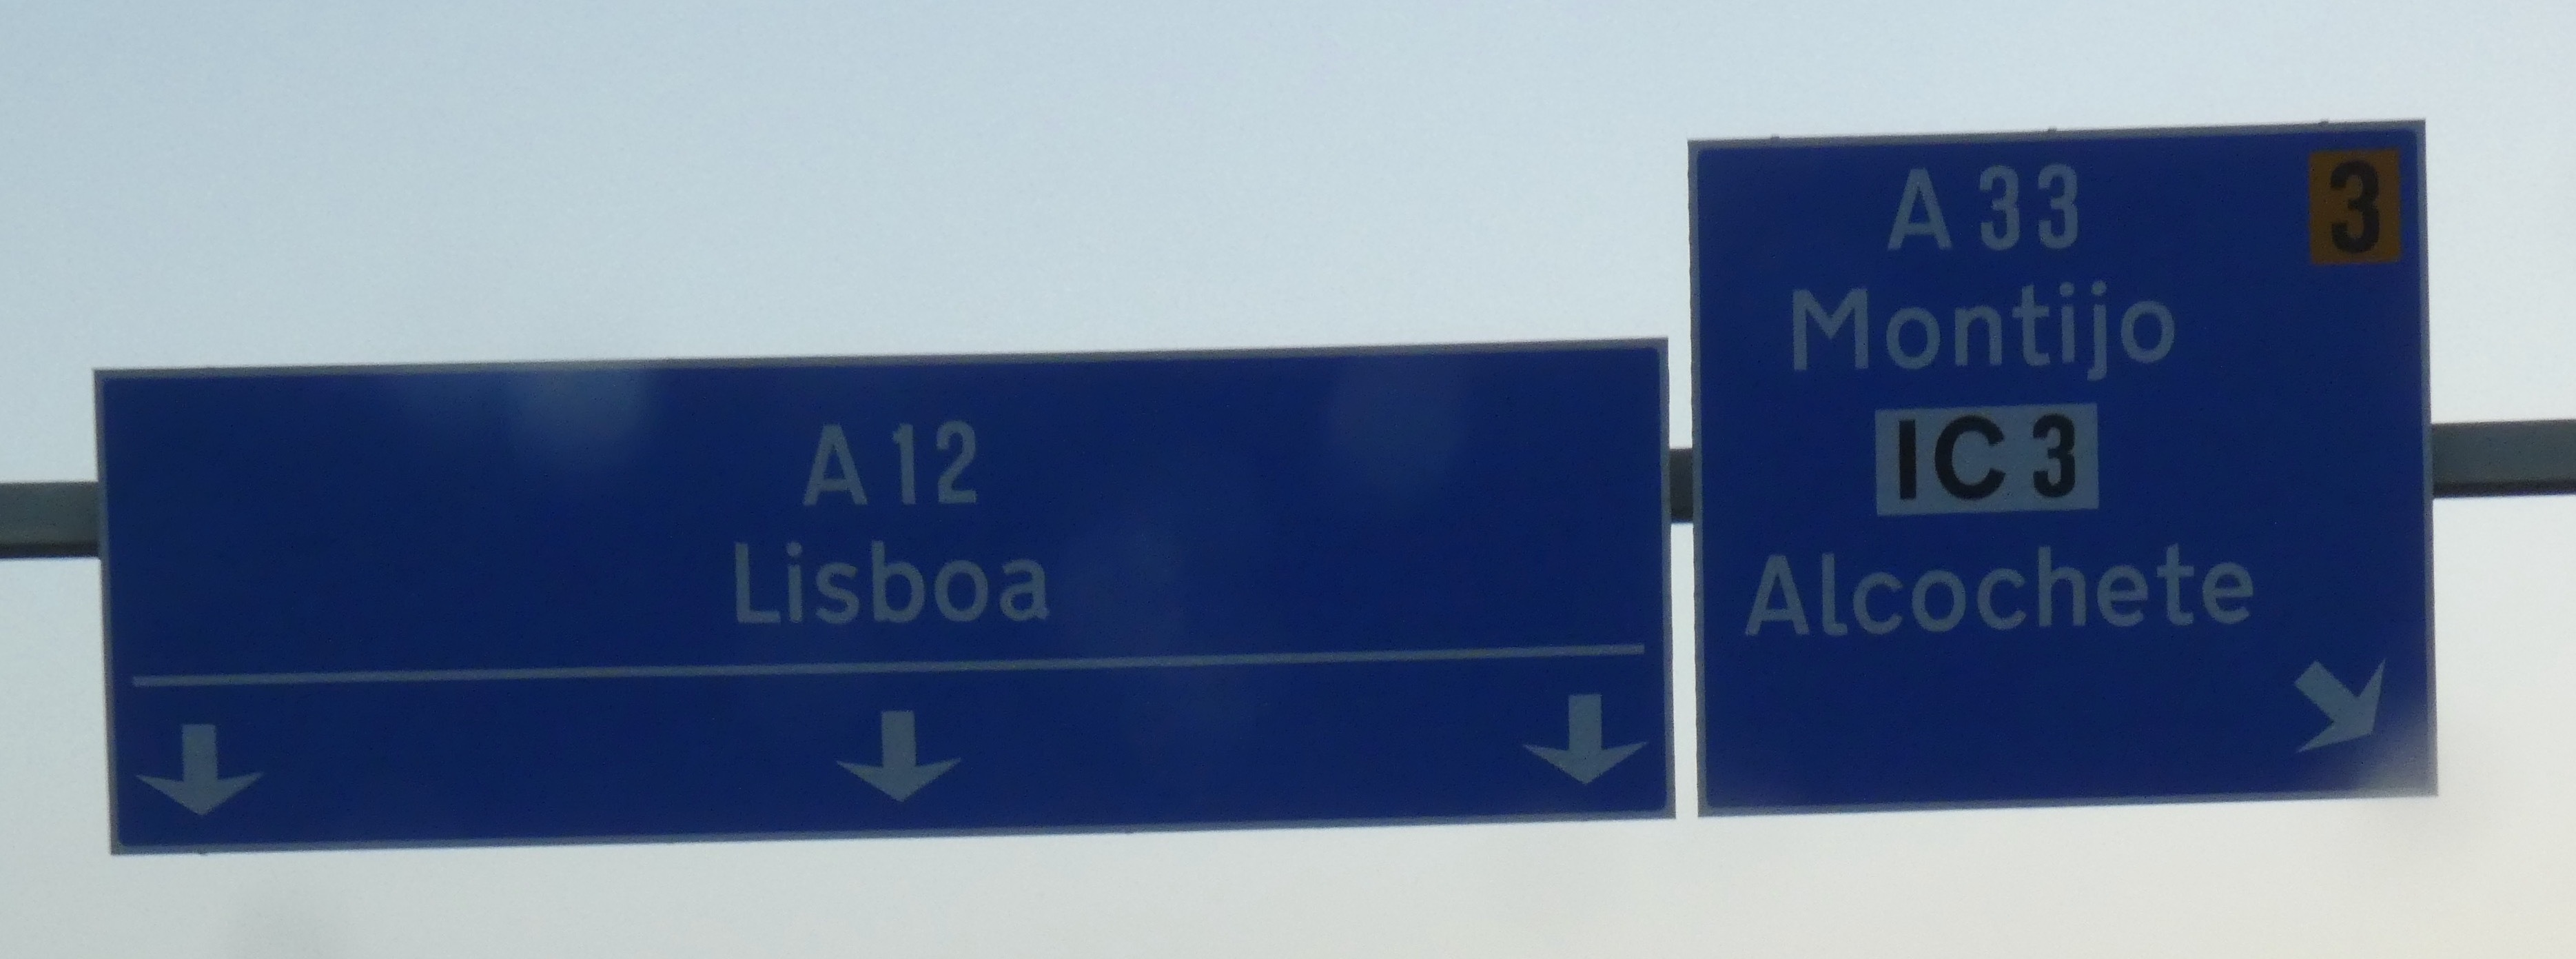 A 12
Lisboa
A 33
3
Montijo
IC 3
Alcochete